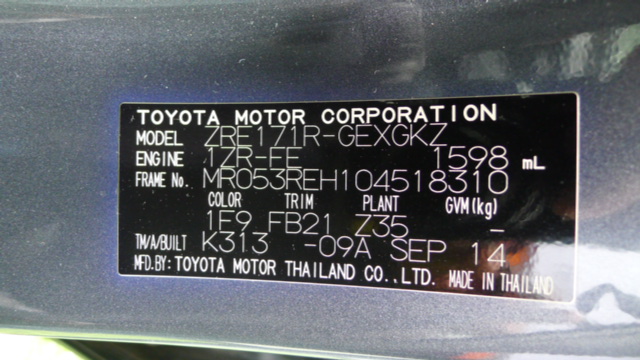 TOYOTA MOTOR CORPORATION
MODEL ZRE171R-GEXGKZ
ENGINE 1ZR-FE 1598 mL
FRAME No. MR053REH104518310
COLOR TRIM PLANT GVM(kg)
1F9 FB21 Z35 -
TM/A/BUILT K313 -09A SEP 14
MFD.BY: TOYOTA MOTOR THAILAND CO.,LTD. MADE IN THAILAND